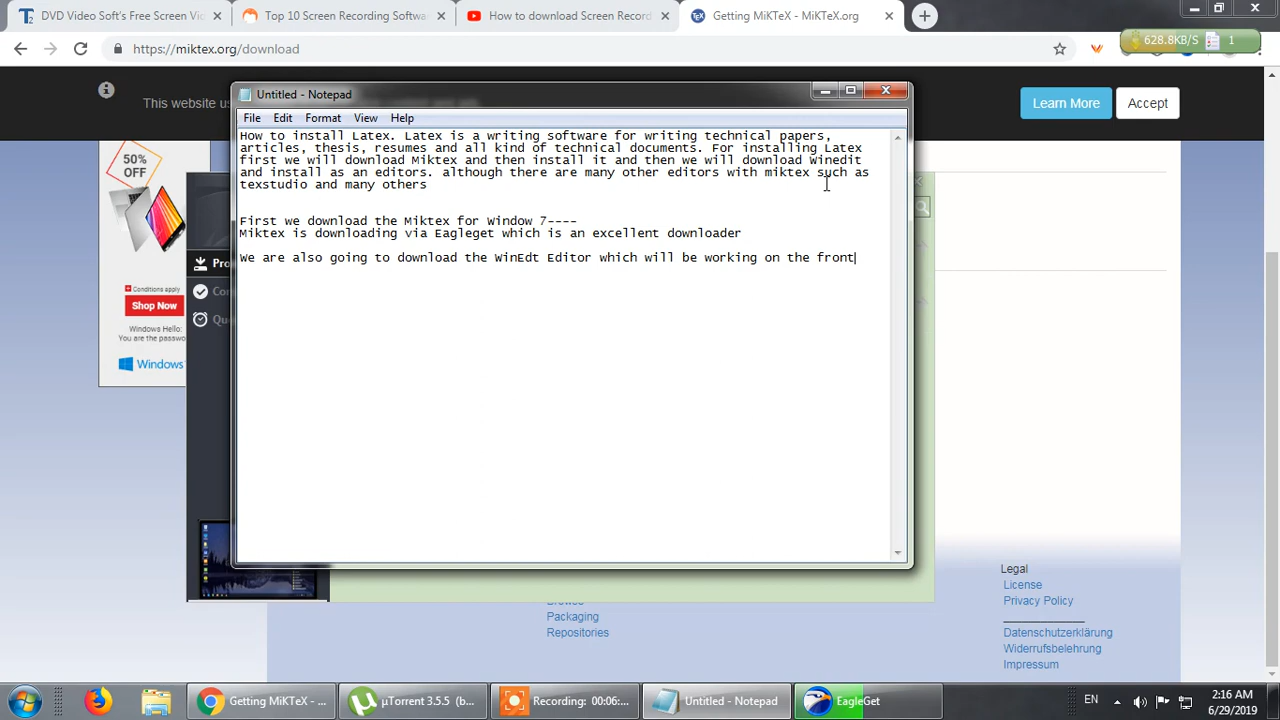 DVD Video Soft's Free Screen Vi
Top 10 Screen Recording Softwa
How to download Screen Record
Getting MiKTeX - MiKTeX.org
https://miktex.org/download
628.8KB/S
1
This website u
Learn More
Accept
Untitled - Notepad
File Edit Format View Help
How to install Latex. Latex is a writing software for writing technical papers,
articles, thesis, resumes and all kind of technical documents. For installing Latex
first we will download Miktex and then install it and then we will download Winedit
and install as an editors. although there are many other editors with miktex such as
texstudio and many others
First we download the Miktex for Window 7----
Miktex is downloading via Eagleget which is an excellent downloader
We are also going to download the WinEdt Editor which will be working on the front
50%
OFF
Conditions apply
Shop Now
Windows Hello:
You are the passwo
Windows
Pro
Co
Qu
Packaging
Repositories
Legal
License
Privacy Policy
Datenschutzerklärung
Widerrufsbelehrung
Impressum
Getting MiKTeX - ...
µTorrent 3.5.5 (b...
Recording: 00:06:...
Untitled - Notepad
EagleGet
EN
2:16 AM
6/29/2019